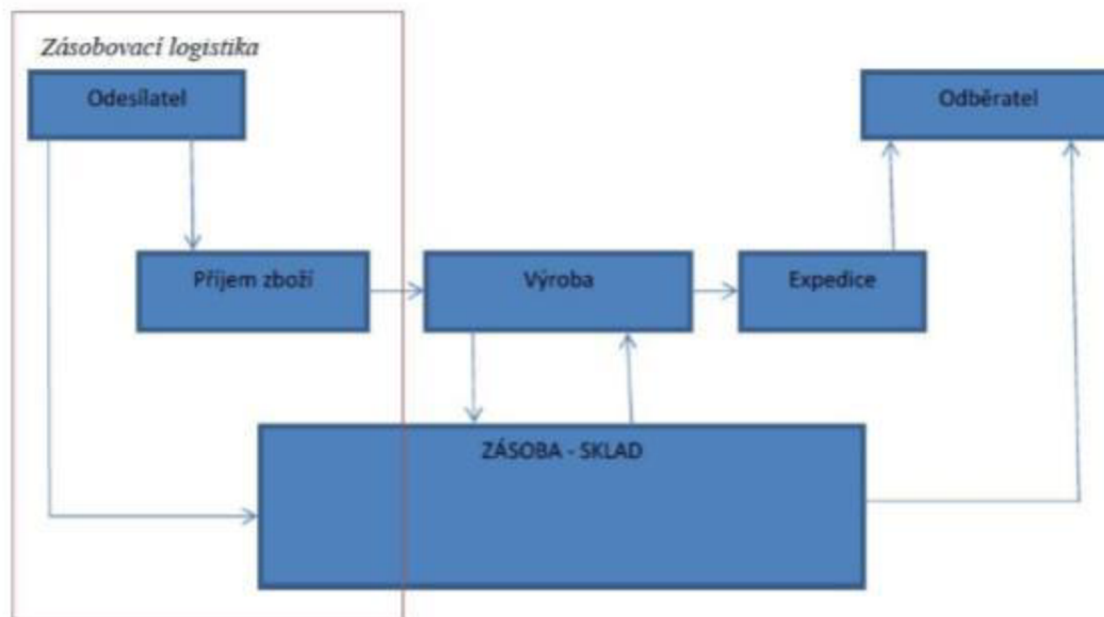 Zásobovací logistika
Odesílatel
Odběratel
Příjem zboží
Výroba
Expedice
ZÁSOBA - SKLAD